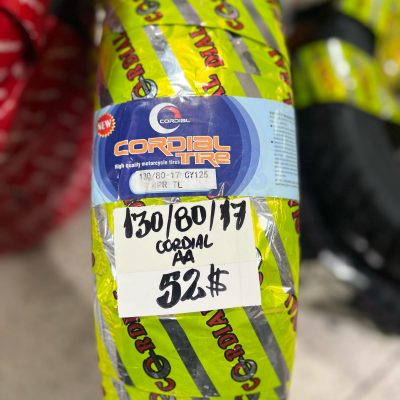 CORDIAL
NEW
CORDIAL
TIRE
High Quality motorcycle tires
130/80-17 CY125
4PR TL
130/80/17
CORDIAL
AA
52$
CORDIAL